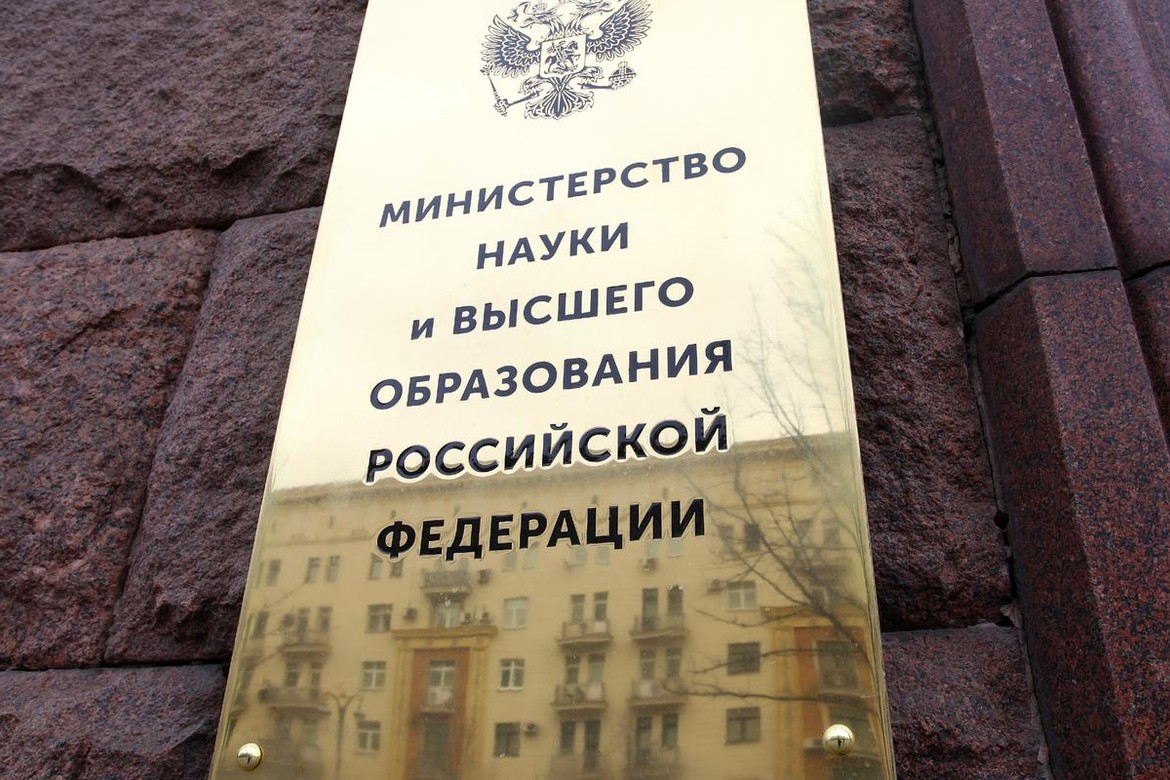 МИНИСТЕРСТВО
НАУКИ
и ВЫСШЕГО
ОБРАЗОВАНИЯ
РОССИЙСКОЙ
ФЕДЕРАЦИИ